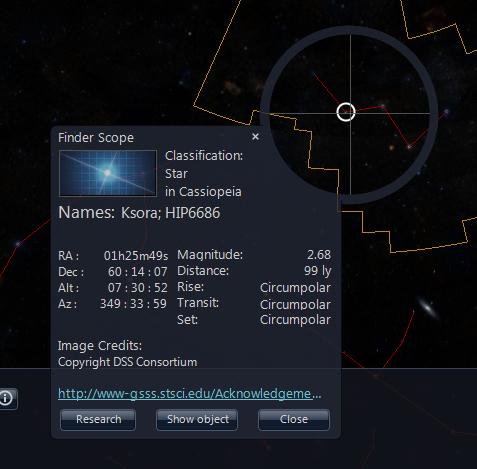 Finder Scope ×
Classification:
Star
in Cassiopeia
Names: Ksora; HIP6686
RA : 01h25m49s Magnitude: 2.68
Dec : 60 : 14 : 07 Distance: 99 ly
Alt : 07 : 30 : 52 Rise: Circumpolar
Az : 349 : 33 : 59 Transit: Circumpolar
Set: Circumpolar
Image Credits:
Copyright DSS Consortium
http://www-gsss.stsci.edu/Acknowledgeme...
Research Show object Close